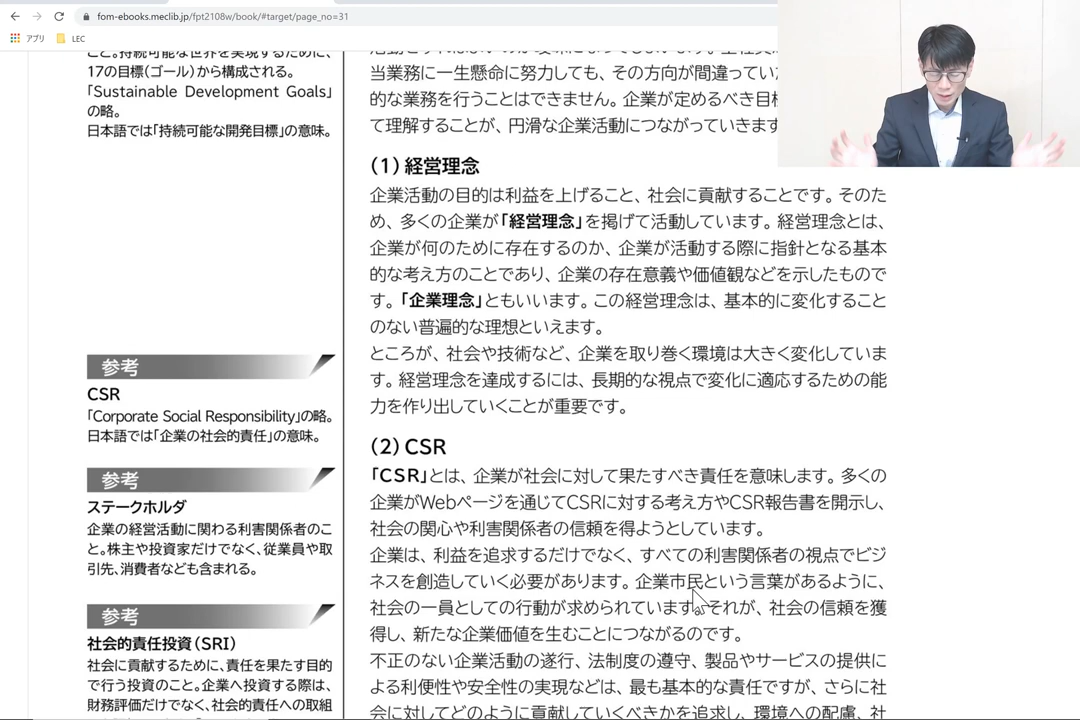 fom-ebooks.meclib.jp/fpt2108w/book/#target/page_no=31
アプリ
LEC
こと。持続可能な世界を実現するために、
17の目標(ゴール)から構成される。
「Sustainable Development Goals」
の略。
日本語では「持続可能な開発目標」の意味。
参考
CSR
「Corporate Social Responsibility」の略。
日本語では「企業の社会的責任」の意味。
参考
ステークホルダ
企業の経営活動に関わる利害関係者のこ
と。株主や投資家だけでなく、従業員や取
引先、消費者なども含まれる。
参考
社会的責任投資(SRI)
社会に貢献するために、責任を果たす目的
で行う投資のこと。企業へ投資する際は、
財務評価だけでなく、社会的責任への取組
当業務に一生懸命に努力しても、その方向が間違ってい
的な業務を行うことはできません。企業が定めるべき目
て理解することが、円滑な企業活動につながっていきます
(1)経営理念
企業活動の目的は利益を上げること、社会に貢献することです。そのた
め、多くの企業が「経営理念」を掲げて活動しています。経営理念とは、
企業が何のために存在するのか、企業が活動する際に指針となる基本
的な考え方のことであり、企業の存在意義や価値観などを示したもので
す。「企業理念」ともいいます。この経営理念は、基本的に変化すること
のない普遍的な理想といえます。
ところが、社会や技術など、企業を取り巻く環境は大きく変化していま
す。経営理念を達成するには、長期的な視点で変化に適応するための能
力を作り出していくことが重要です。
(2)CSR
「CSR」とは、企業が社会に対して果たすべき責任を意味します。多くの
企業がWebページを通じてCSRに対する考え方やCSR報告書を開示し、
社会の関心や利害関係者の信頼を得ようとしています。
企業は、利益を追求するだけでなく、すべての利害関係者の視点でビジ
ネスを創造していく必要があります。企業市民という言葉があるように、
社会の一員としての行動が求められています。それが、社会の信頼を獲
得し、新たな企業価値を生むことにつながるのです。
不正のない企業活動の遂行、法制度の遵守、製品やサービスの提供に
よる利便性や安全性の実現などは、最も基本的な責任ですが、さらに社
会に対してどのように貢献していくべきかを追求し、環境への配慮、社